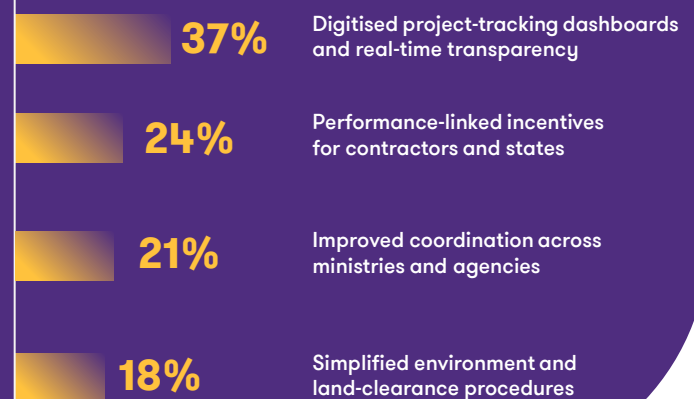 37%
Digitised project-tracking dashboards
and real-time transparency
24%
Performance-linked incentives
for contractors and states
21%
Improved coordination across
ministries and agencies
18%
Simplified environment and
land-clearance procedures